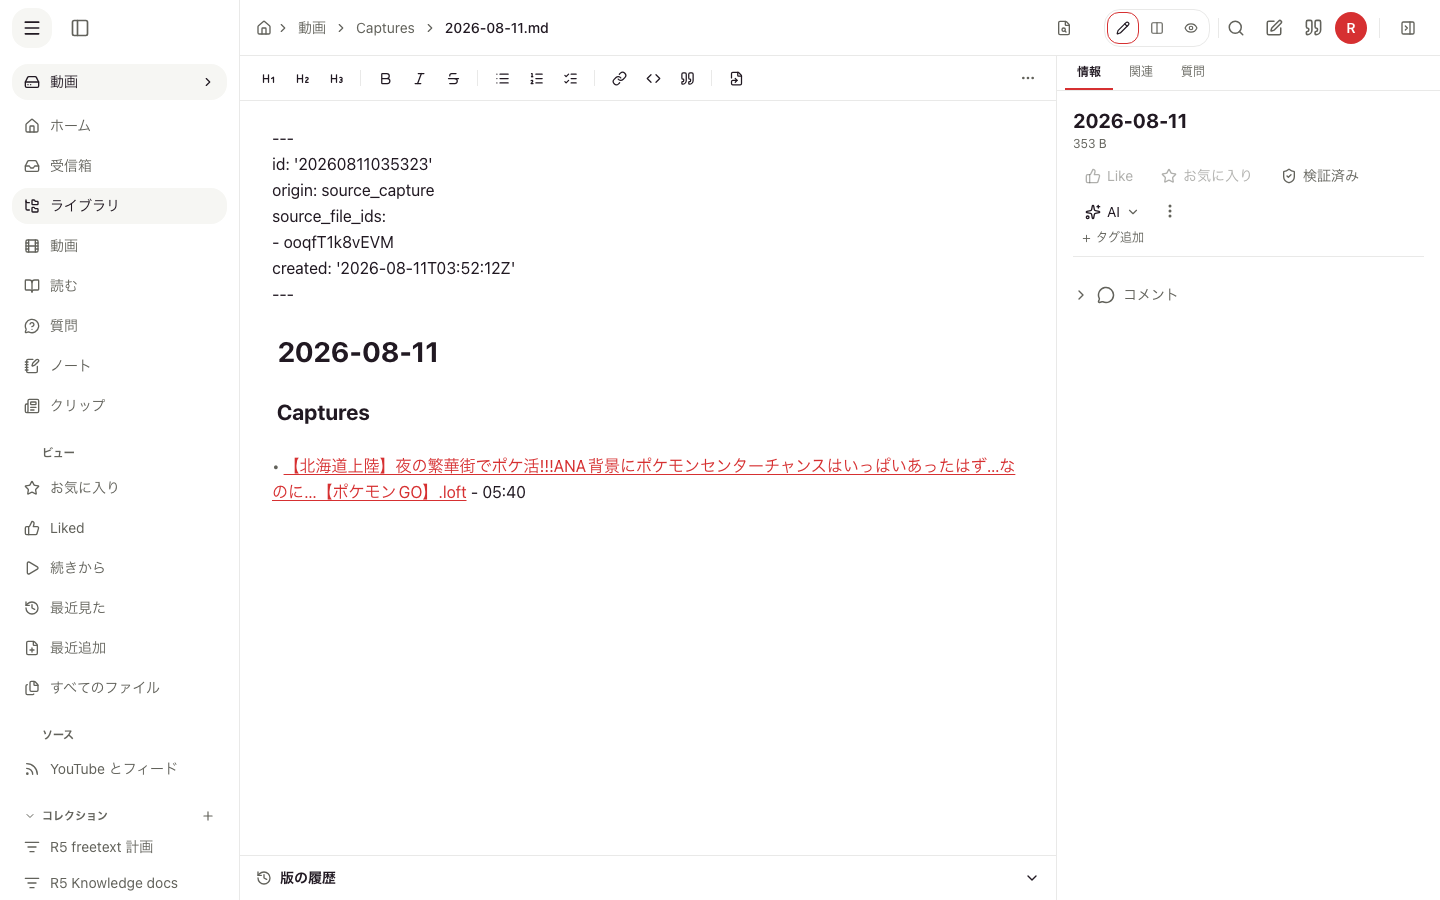 動画
ホーム
受信箱
ライブラリ
動画
読む
質問
ノート
クリップ
ビュー
お気に入り
Liked
続きから
最近見た
最近追加
すべてのファイル
ソース
YouTube とフィード
コレクション
R5 freetext 計画
R5 Knowledge docs
動画 > Captures > 2026-08-11.md
R
H1 H2 H3 B I S
---
id: '20260811035323'
origin: source_capture
source_file_ids:
- ooqfT1k8vEVM
created: '2026-08-11T03:52:12Z'
---
2026-08-11
Captures
• 【北海道上陸】夜の繁華街でポケ活!!!ANA背景にポケモンセンターチャンスはいっぱいあったはず...な
のに...【ポケモンGO】.loft - 05:40
版の履歴
情報 関連 質問
2026-08-11
353 B
Like お気に入り 検証済み
AI
+ タグ追加
コメント